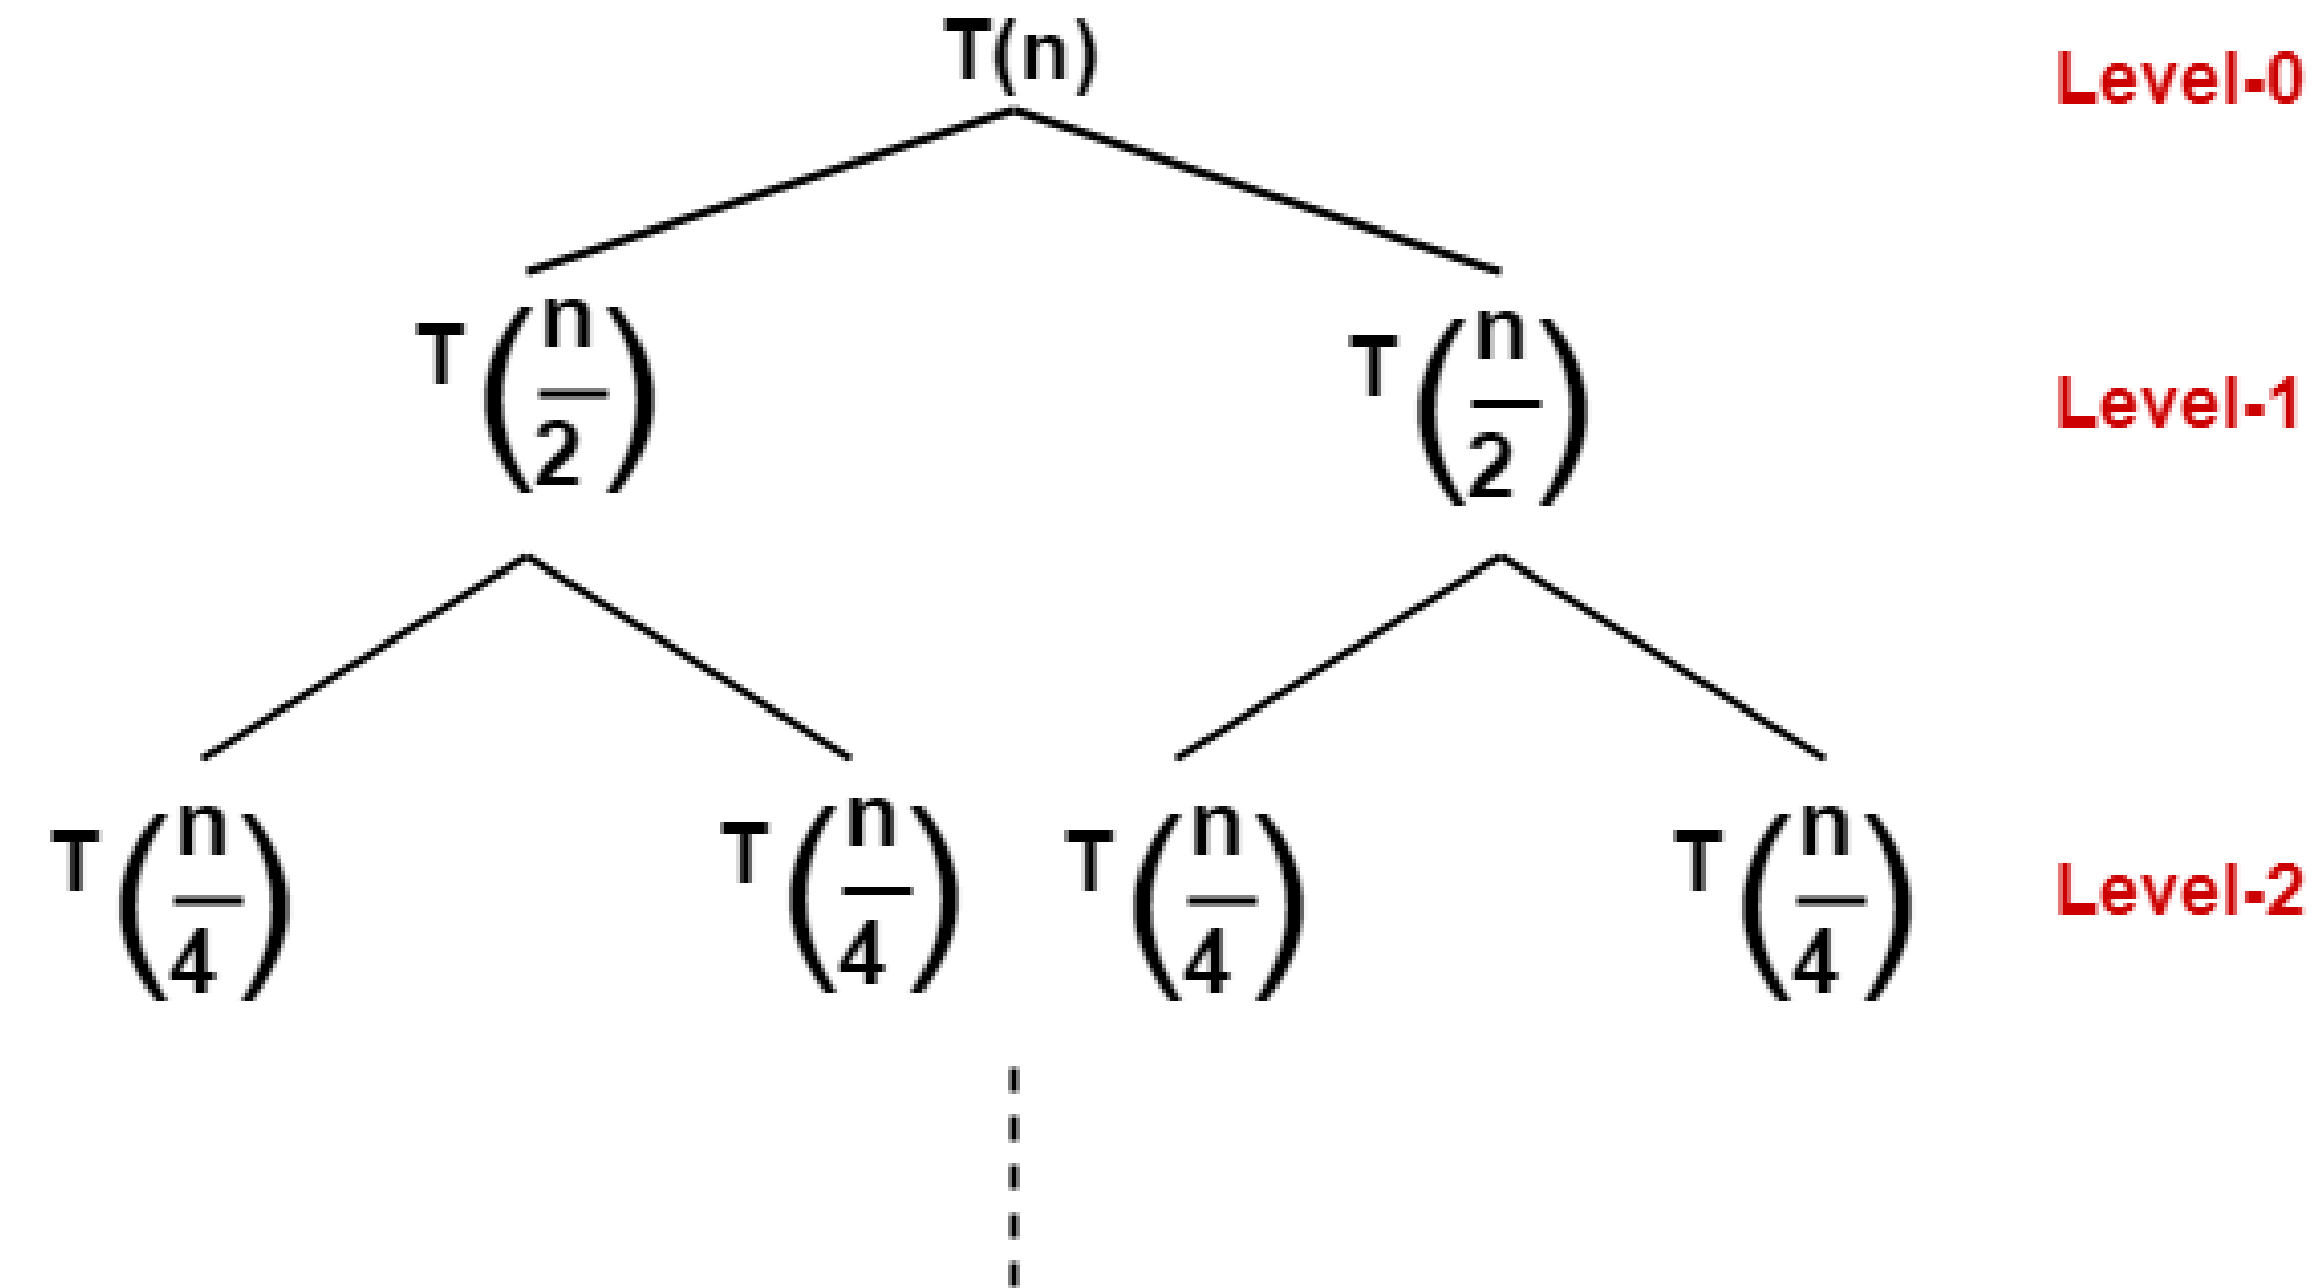 T(n) Level-0
T(n/2) T(n/2) Level-1
T(n/4) T(n/4) T(n/4) T(n/4) Level-2